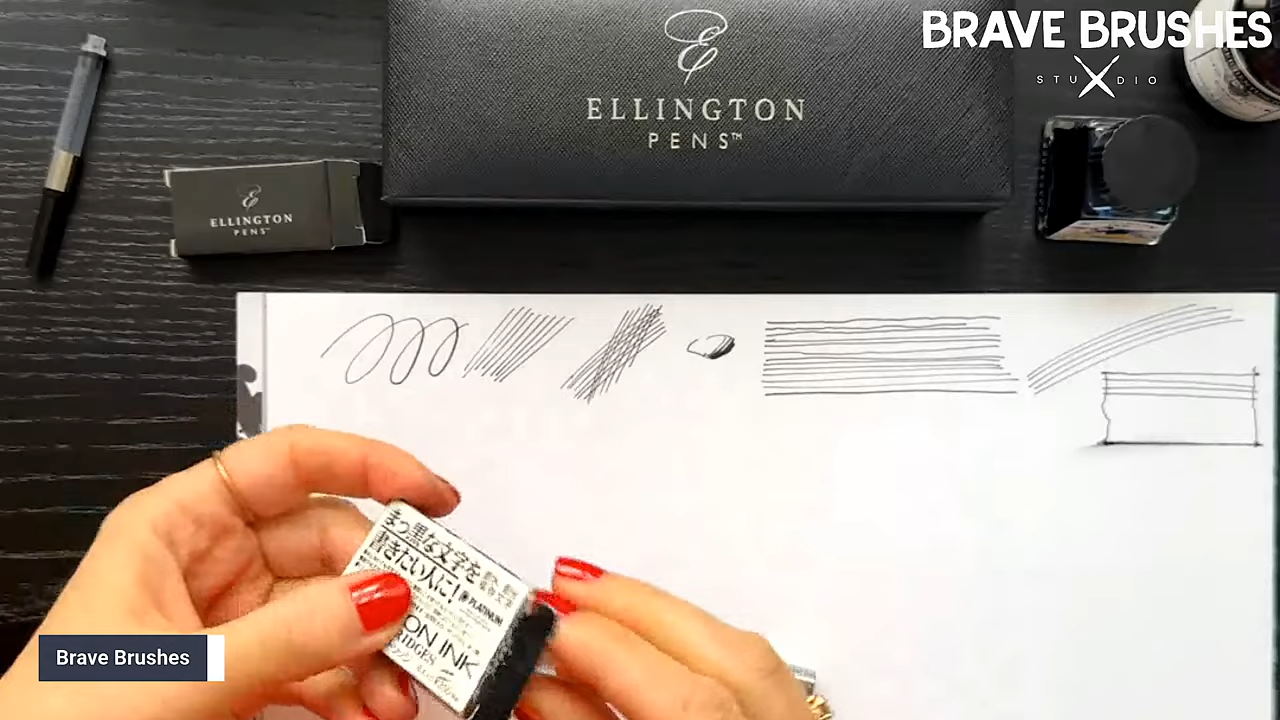 BRAVE BRUSHES
STUDIO
ELLINGTON
PENS™
ELLINGTON
PENS™
まっ黒な文字を
書きたい人に!
PLATINUM
ON INK
RIDGES
Brave Brushes